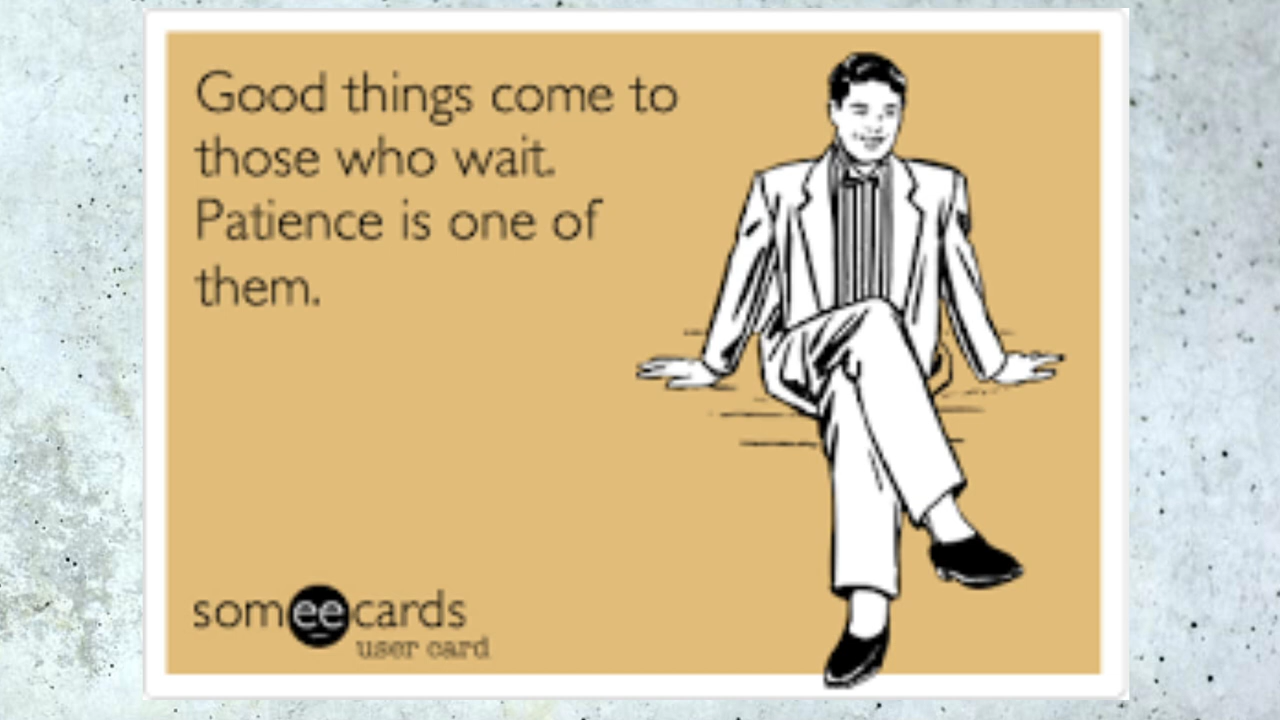 Good things come to
those who wait.
Patience is one of
them.
someecards
user card